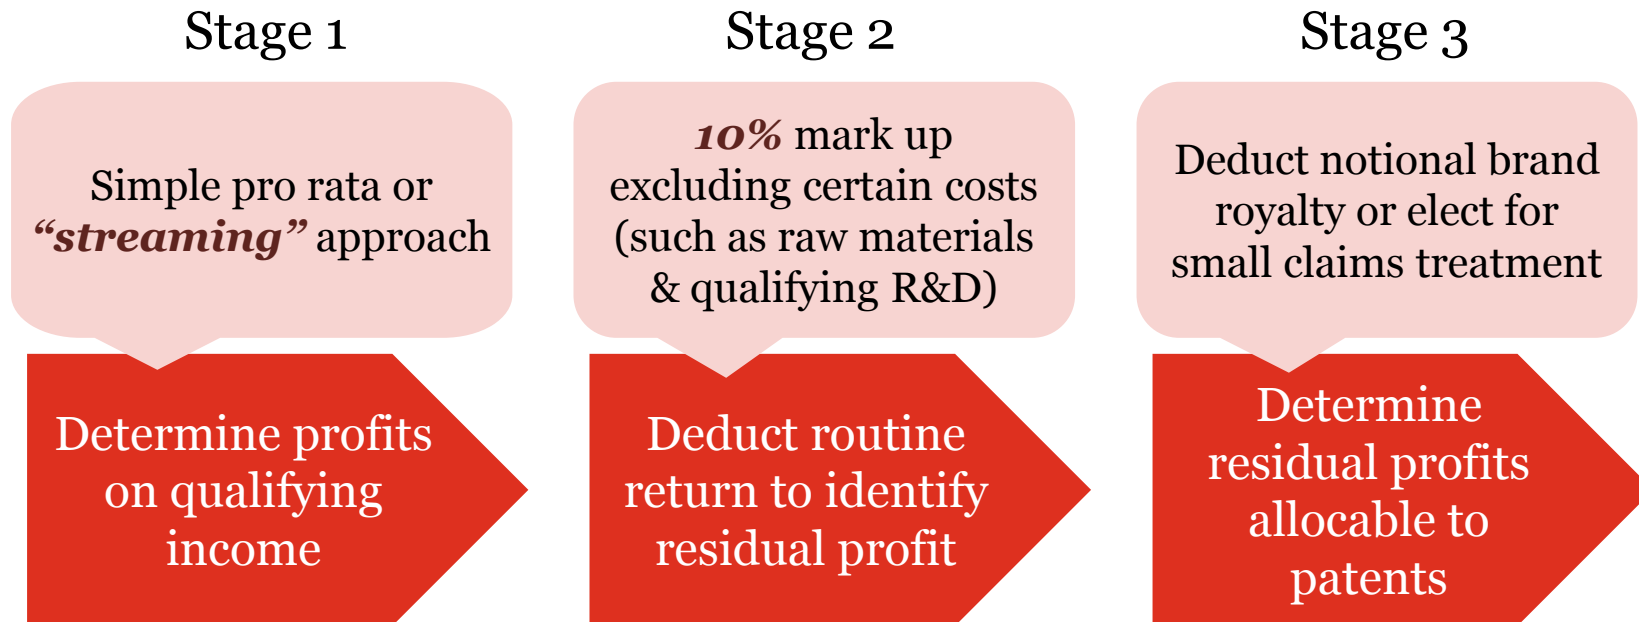 Stage 1
Simple pro rata or
“streaming” approach
Determine profits
on qualifying
income
Stage 2
10% mark up
excluding certain costs
(such as raw materials
& qualifying R&D)
Deduct routine
return to identify
residual profit
Stage 3
Deduct notional brand
royalty or elect for
small claims treatment
Determine
residual profits
allocable to
patents